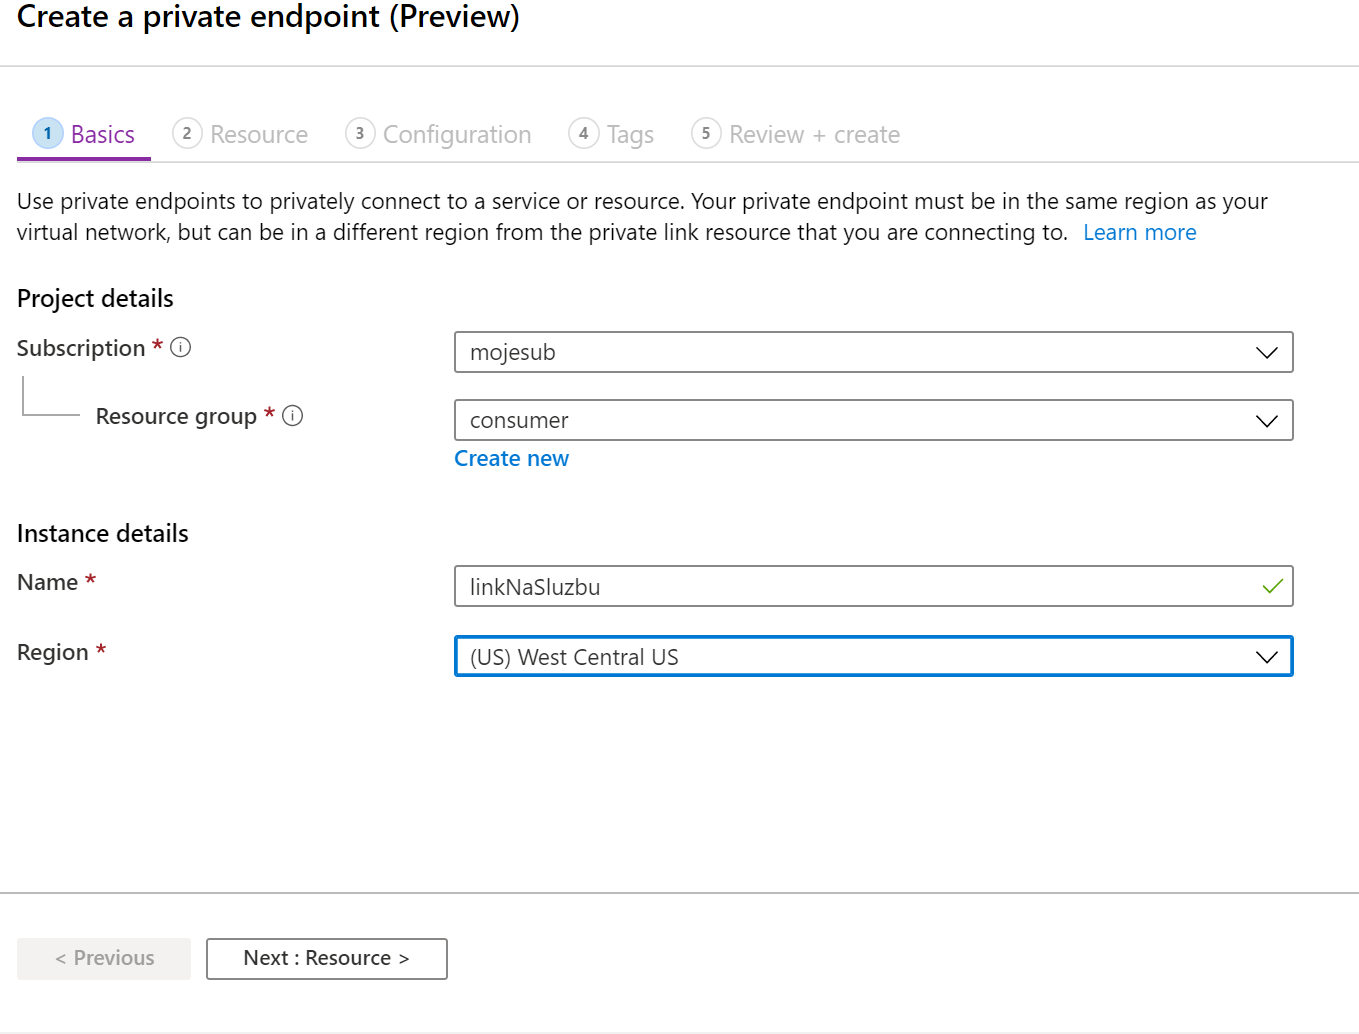 Create a private endpoint (Preview)
1 Basics 2 Resource 3 Configuration 4 Tags 5 Review + create
Use private endpoints to privately connect to a service or resource. Your private endpoint must be in the same region as your
virtual network, but can be in a different region from the private link resource that you are connecting to. Learn more
Project details
Subscription * mojesub
Resource group * consumer
Create new
Instance details
Name * linkNaSluzbu
Region * (US) West Central US
< Previous Next : Resource >